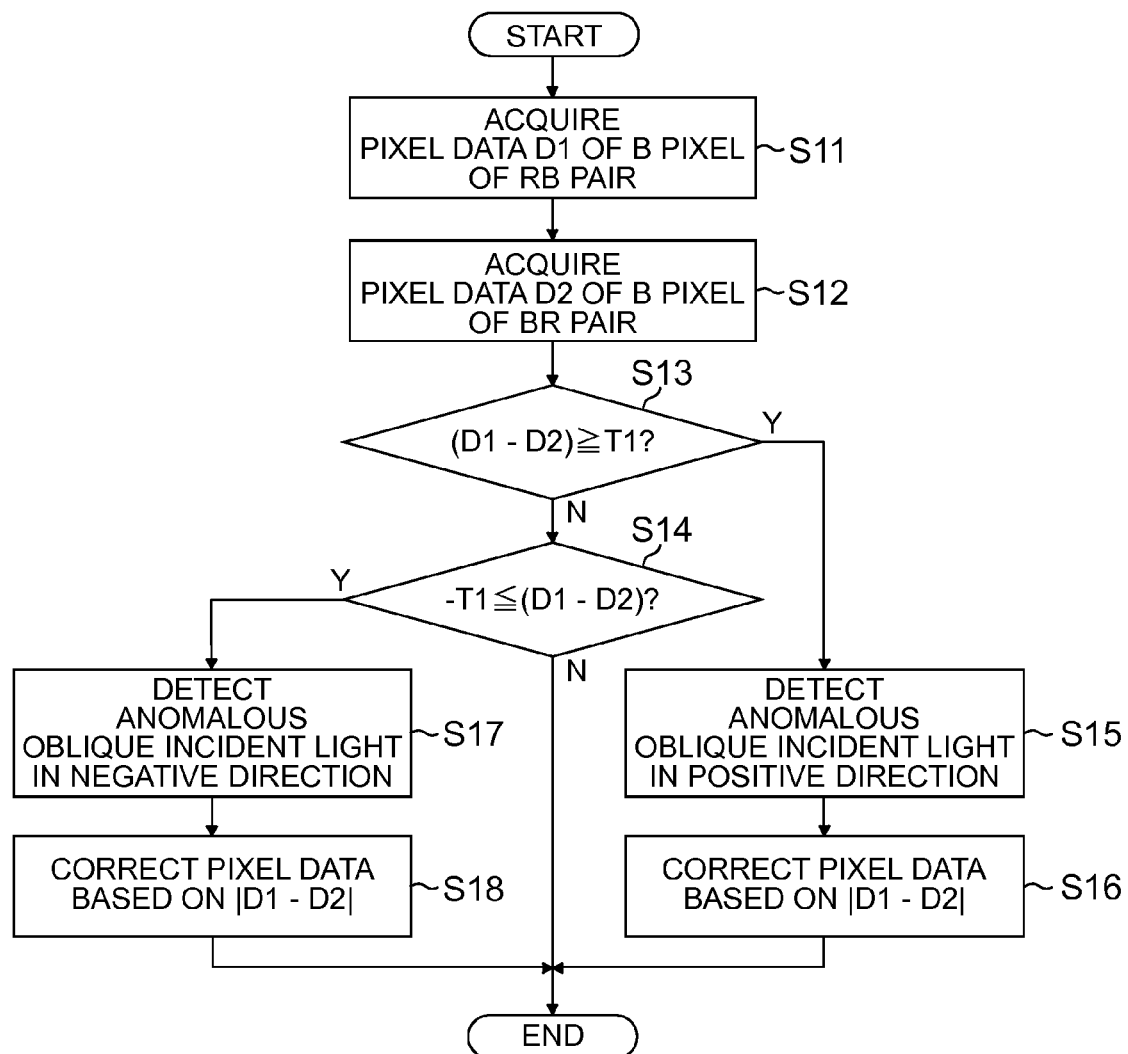 START
ACQUIRE
PIXEL DATA D1 OF B PIXEL
OF RB PAIR
S11
ACQUIRE
PIXEL DATA D2 OF B PIXEL
OF BR PAIR
S12
S13
(D1 - D2)≧T1?
Y
N
S14
-T1≦(D1 - D2)?
Y
N
DETECT
ANOMALOUS
OBLIQUE INCIDENT LIGHT
IN NEGATIVE DIRECTION
S17
DETECT
ANOMALOUS
OBLIQUE INCIDENT LIGHT
IN POSITIVE DIRECTION
S15
CORRECT PIXEL DATA
BASED ON |D1 - D2|
S18
CORRECT PIXEL DATA
BASED ON |D1 - D2|
S16
END